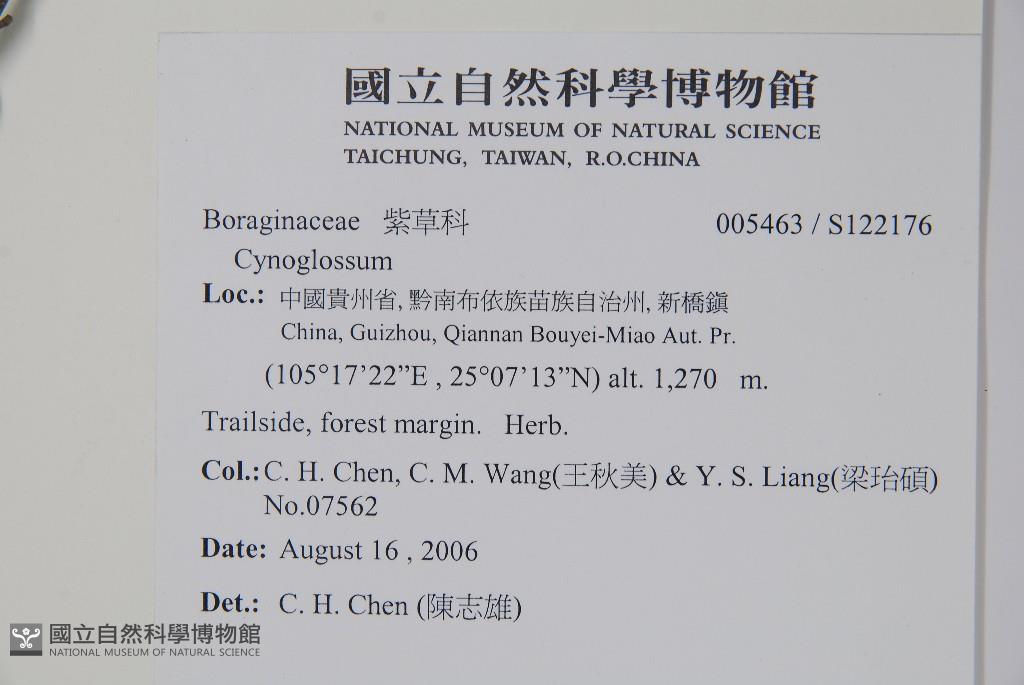 國立自然科學博物館
NATIONAL MUSEUM OF NATURAL SCIENCE
TAICHUNG, TAIWAN, R.O.CHINA
Boraginaceae 紫草科 005463 / S122176
Cynoglossum
Loc.: 中國貴州省, 黔南布依族苗族自治州, 新橋鎮
China, Guizhou, Qiannan Bouyei-Miao Aut. Pr.
(105°17’22”E , 25°07’13”N) alt. 1,270 m.
Trailside, forest margin. Herb.
Col.: C. H. Chen, C. M. Wang(王秋美) & Y. S. Liang(梁珆碩)
No.07562
Date: August 16 , 2006
Det.: C. H. Chen (陳志雄)
國立自然科學博物館
NATIONAL MUSEUM OF NATURAL SCIENCE